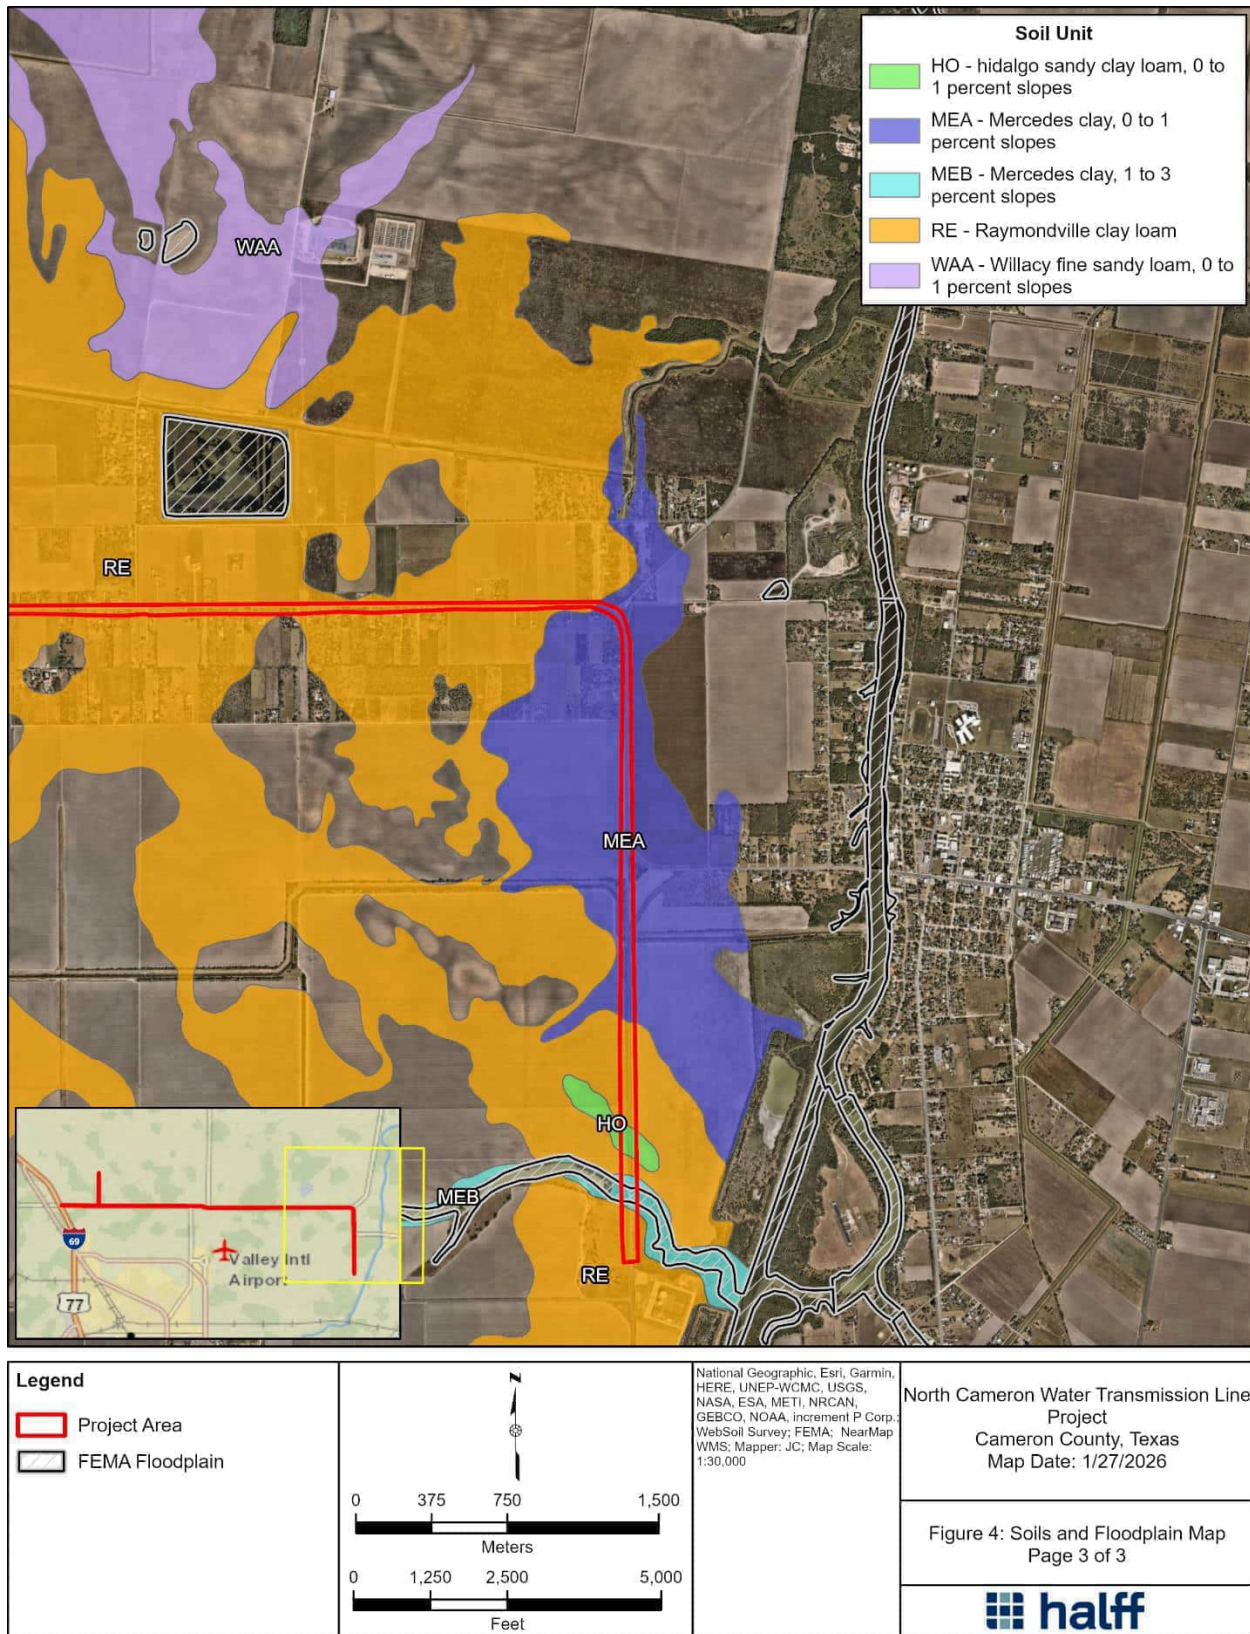 Soil Unit
HO - hidalgo sandy clay loam, 0 to
1 percent slopes
MEA - Mercedes clay, 0 to 1
percent slopes
MEB - Mercedes clay, 1 to 3
percent slopes
RE - Raymondville clay loam
WAA - Willacy fine sandy loam, 0 to
1 percent slopes
WAA
RE
MEA
HO
MEB
RE
69
Valley Intl
Airport
77
Legend
Project Area
FEMA Floodplain
N
0 375 750 1,500
Meters
0 1,250 2,500 5,000
Feet
National Geographic, Esri, Garmin,
HERE, UNEP-WCMC, USGS,
NASA, ESA, METI, NRCAN,
GEBCO, NOAA, increment P Corp.;
WebSoil Survey; FEMA; NearMap
WMS; Mapper: JC; Map Scale:
1:30,000
North Cameron Water Transmission Line
Project
Cameron County, Texas
Map Date: 1/27/2026
Figure 4: Soils and Floodplain Map
Page 3 of 3
halff